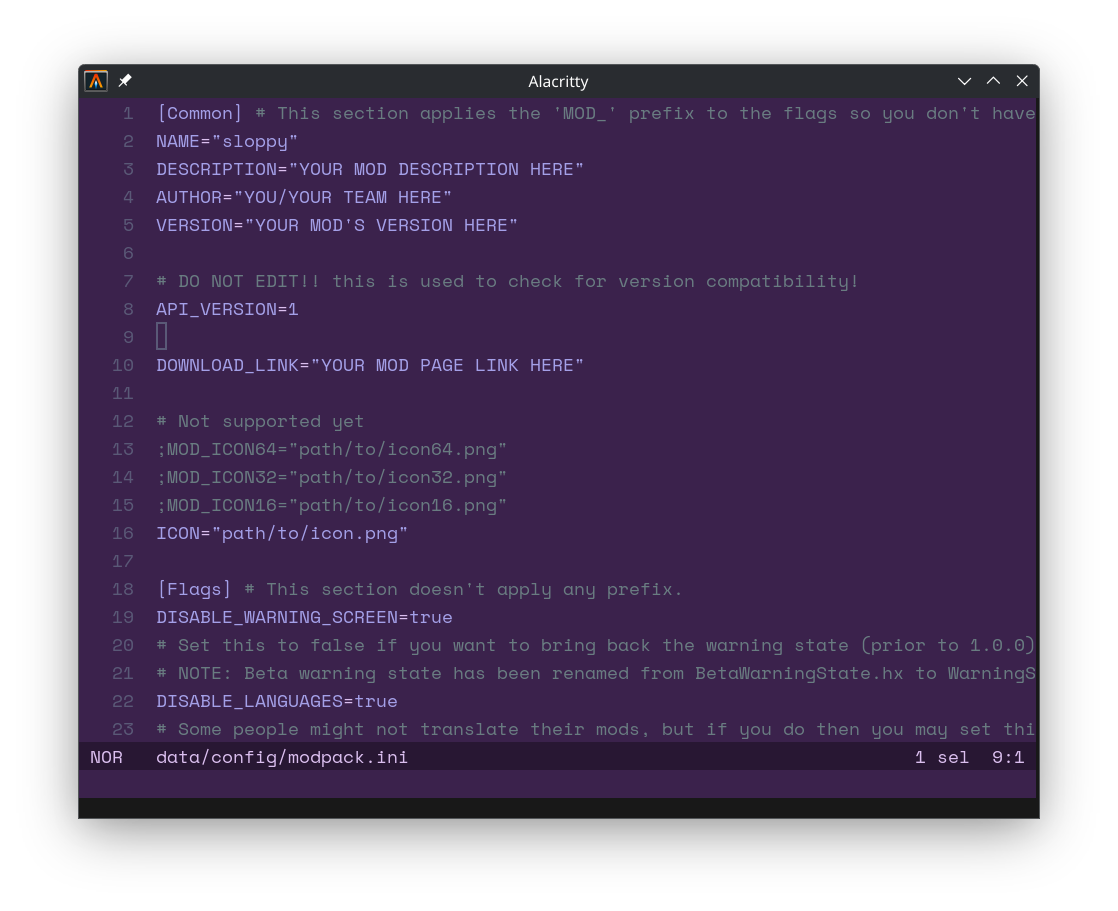 Alacritty
1 [Common] # This section applies the 'MOD_' prefix to the flags so you don't have
2 NAME="sloppy"
3 DESCRIPTION="YOUR MOD DESCRIPTION HERE"
4 AUTHOR="YOU/YOUR TEAM HERE"
5 VERSION="YOUR MOD'S VERSION HERE"
6
7 # DO NOT EDIT!! this is used to check for version compatibility!
8 API_VERSION=1
9
10 DOWNLOAD_LINK="YOUR MOD PAGE LINK HERE"
11
12 # Not supported yet
13 ;MOD_ICON64="path/to/icon64.png"
14 ;MOD_ICON32="path/to/icon32.png"
15 ;MOD_ICON16="path/to/icon16.png"
16 ICON="path/to/icon.png"
17
18 [Flags] # This section doesn't apply any prefix.
19 DISABLE_WARNING_SCREEN=true
20 # Set this to false if you want to bring back the warning state (prior to 1.0.0)
21 # NOTE: Beta warning state has been renamed from BetaWarningState.hx to WarningS
22 DISABLE_LANGUAGES=true
23 # Some people might not translate their mods, but if you do then you may set thi
NOR data/config/modpack.ini 1 sel 9:1